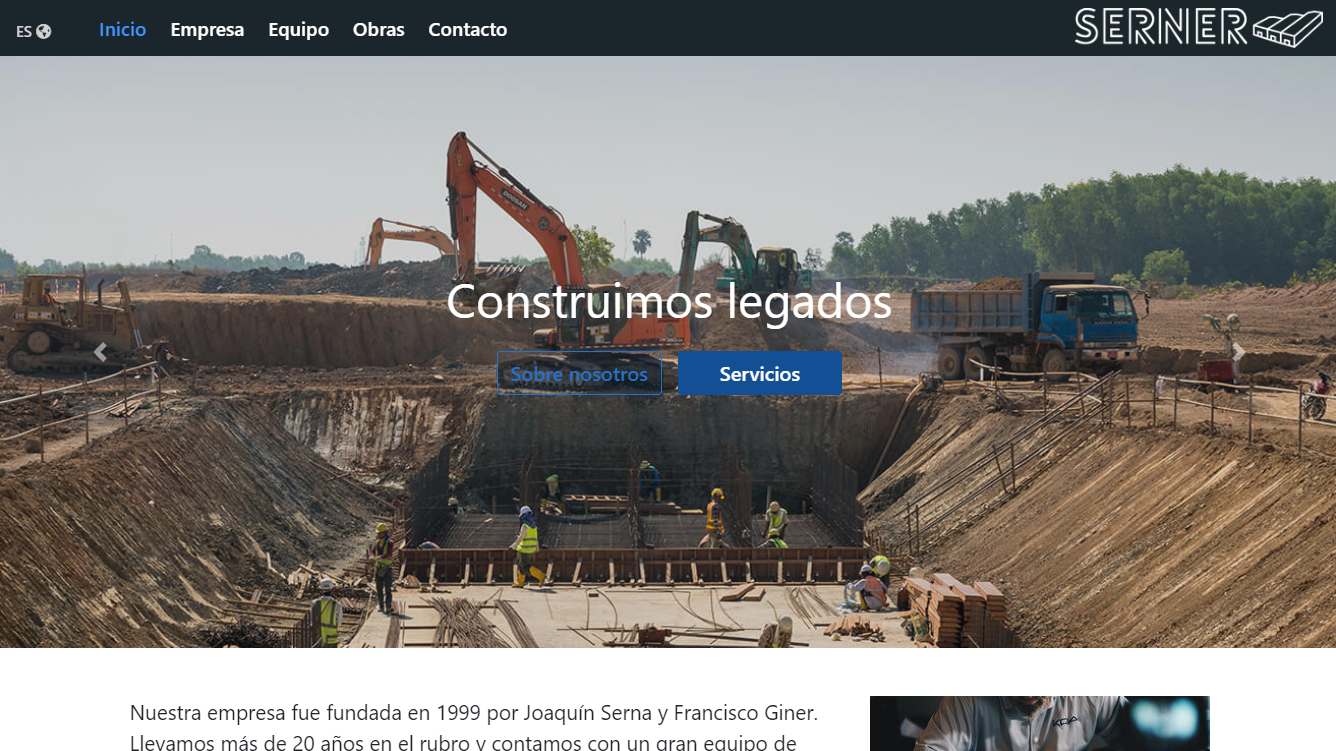 ES
Inicio
Empresa
Equipo
Obras
Contacto
SERNER
DOOSAN
Construimos legados
Sobre nosotros
Servicios
Nuestra empresa fue fundada en 1999 por Joaquín Serna y Francisco Giner.
Llevamos más de 20 años en el rubro y contamos con un gran equipo de